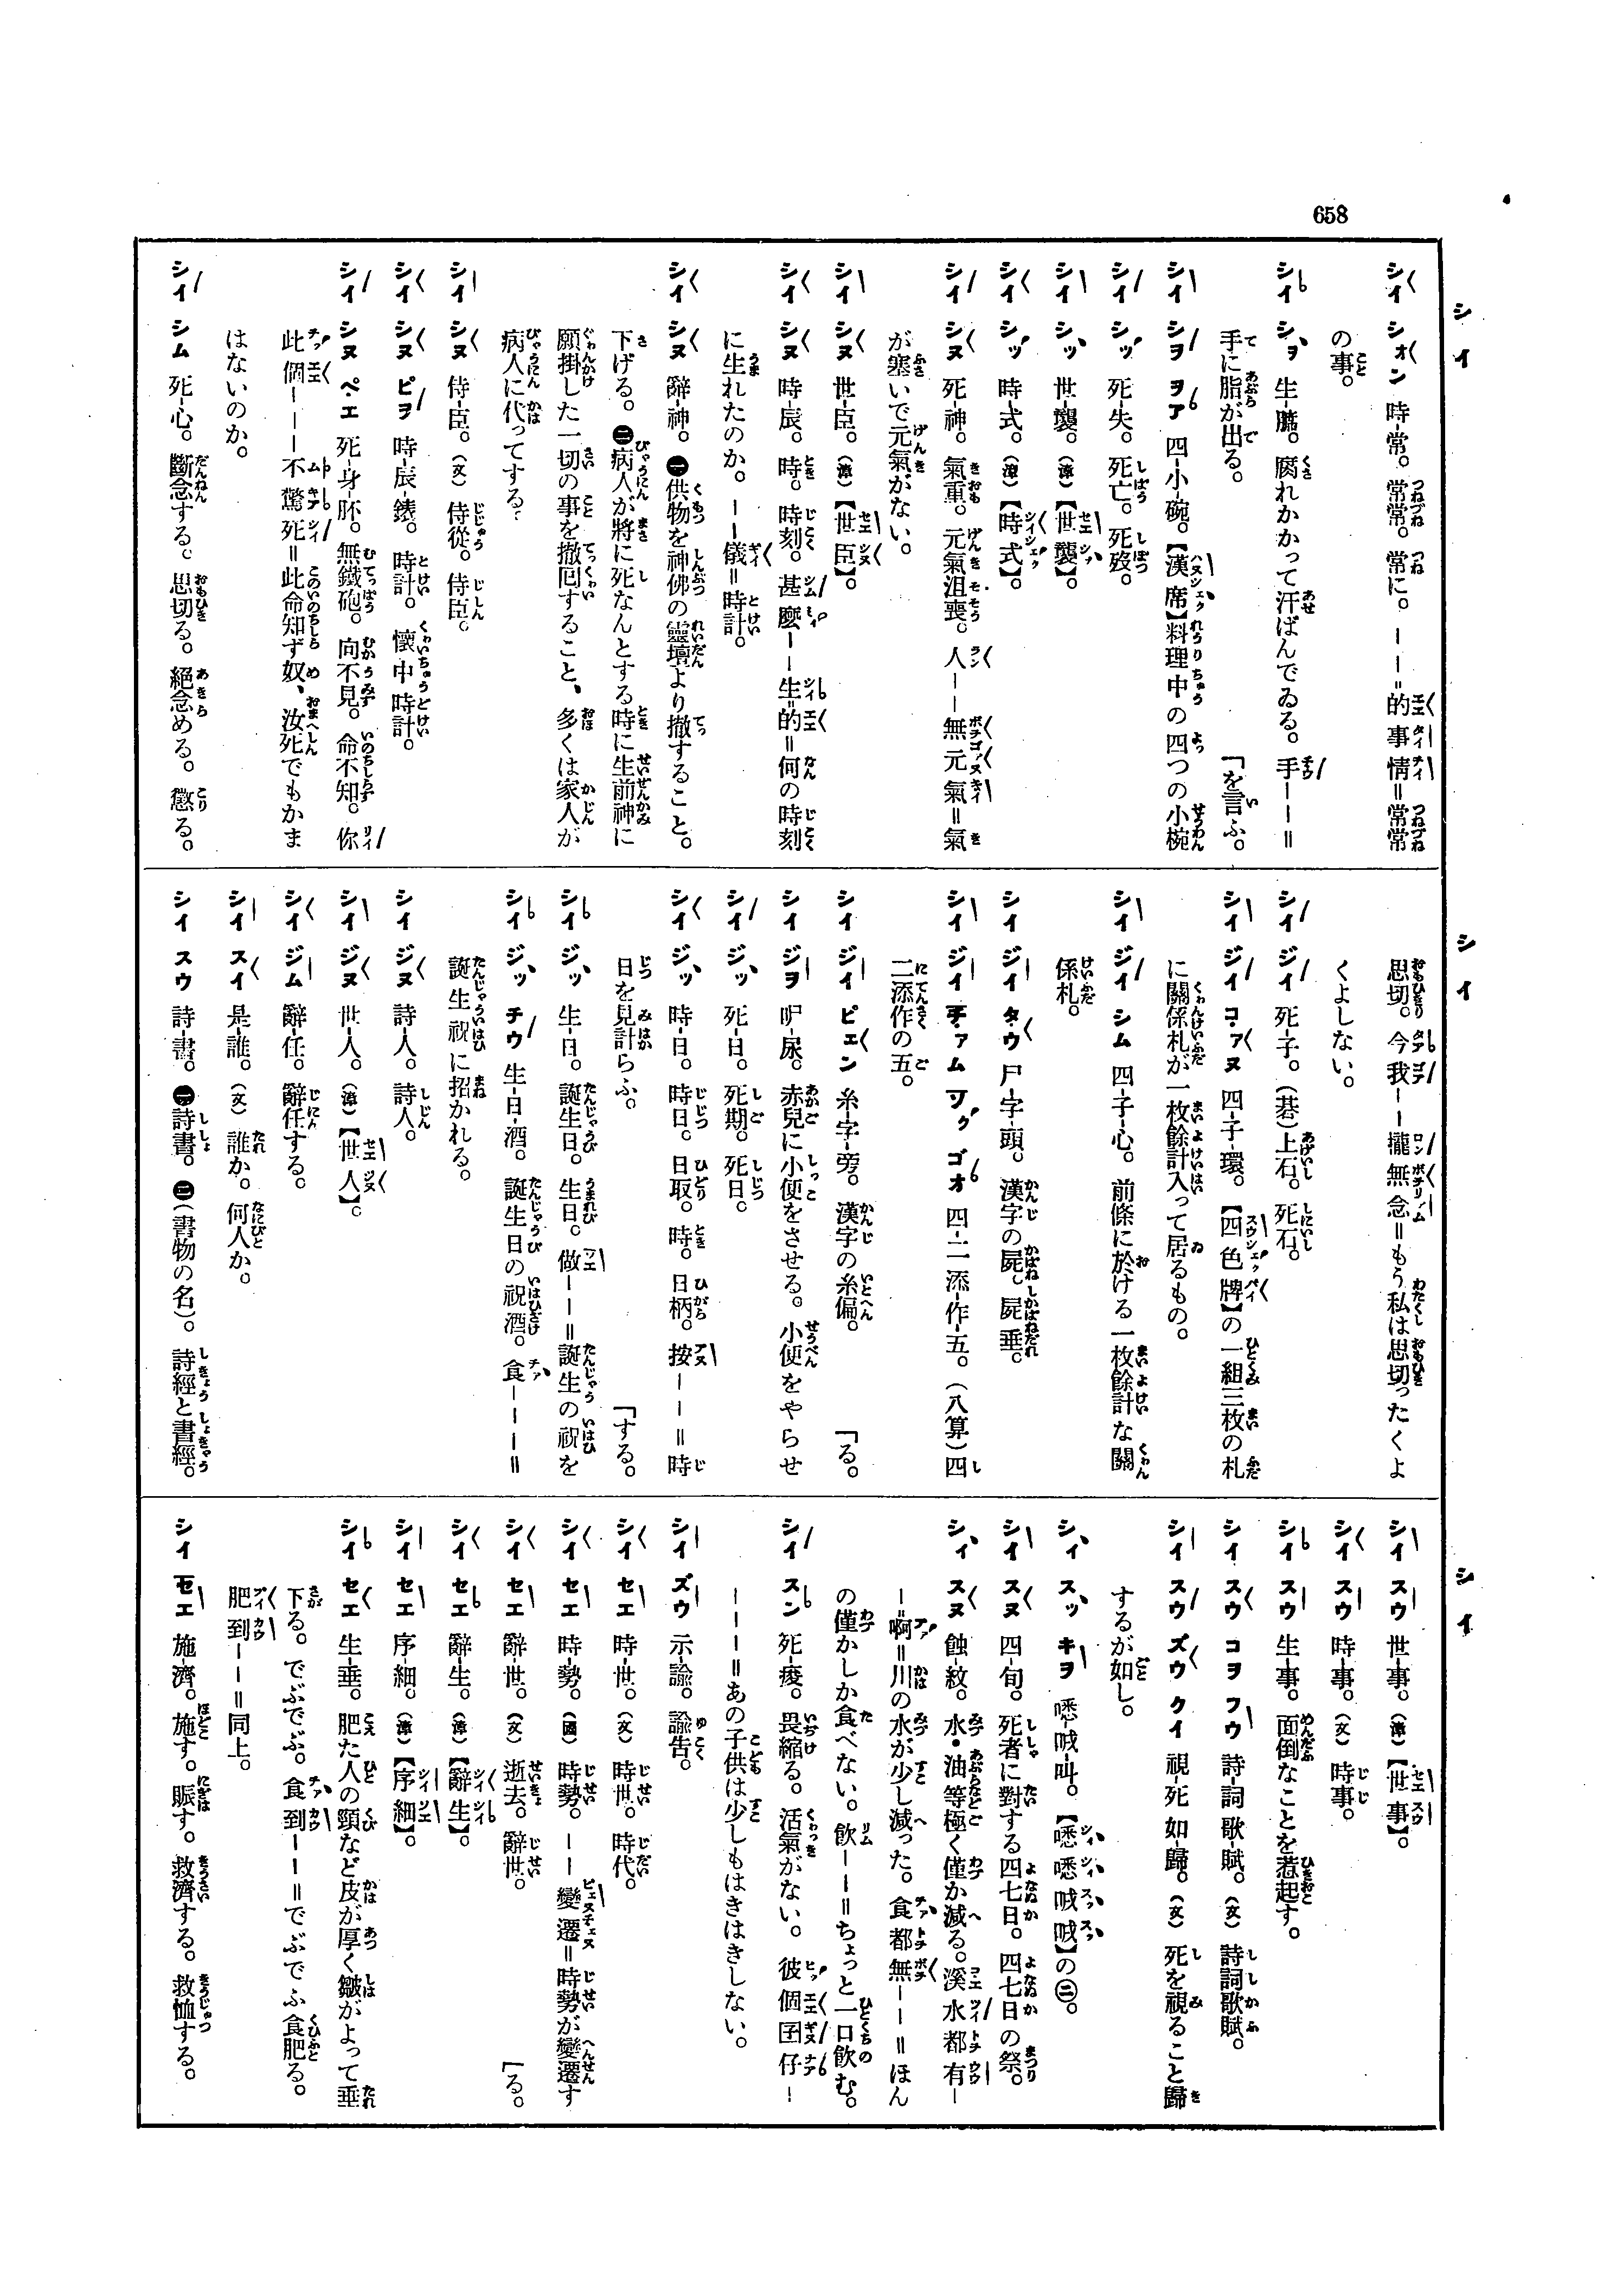 658
シイ
シイ シオン 時-常。常常。常に。－－=的事情=常常
の事。
シイ シヲ 生-臢。腐れかかって汗ばんでゐる。手－－=
手に脂が出る。
「を言ふ。
シイ シヲ ヲア 四-小-碗。【漢席】料理中の四つの小椀
シイ シッ 死-失。死亡。死歿。
シイ シッ 世-襲。(漳)【世襲】。
シイ シッ 時-式。(漳)【時式】。
シイ シヌ 死-神。氣重。元氣沮喪。人－－無元氣=氣
が塞いで元氣がない。
シイ シヌ 世-臣。(漳)【世臣】。
シイ シヌ 時-辰。時。時刻。甚麼－－生=的=何の時刻
に生れたのか。－－儀=時計。
シイ シヌ 辭-神。㊀供物を神佛の靈壇より撤すること。
下げる。㊁病人が將に死なんとする時に生前神に
願掛した一切の事を撤囘すること、多くは家人が
病人に代ってする。
シイ シヌ 侍-臣。(文)侍從。侍臣。
シイ シヌ ピヲ 時-辰-錶。時計。懷中時計。
シイ シヌ ペエ 死-身-胚。無鐵砲。向不見。命不知。你
此個－－－不驚死=此命知ず奴、汝死でもかま
はないのか。
シイ シム 死-心。斷念する。思切る。絕念める。懲る。
シイ
思切。今我－－攏無念=もう私は思切ったくよ
くよしない。
シイ ジイ 死-子。(碁)上石。死石。
シイ ジイ コアヌ 四-子-環。【四色牌】の一組三枚の札
に關係札が一枚餘計入って居るもの。
シイ ジイ シム 四-子-心。前條に於ける一枚餘計な關
係札。
シイ ジイ タウ 尸-字-頭。漢字の屍。屍垂。
シイ ジイ チァム ソク ゴオ 四-二-添-作-五。(八算)四
二添作の五。
シイ ジイ ピェン 糸-字-旁。漢字の糸偏。
「る。
シイ ジヲ 呎-尿。赤兒に小便をさせる。小便をやらせ
シイ ジッ 死-日。死期。死日。
シイ ジッ 時-日。時日。日取。時。日柄。按－－=時
日を見計らふ。
「する。
シイ ジッ 生-日。誕生日。生日。做－－=誕生の祝を
シイ ジッ チウ 生-日-酒。誕生日の祝酒。食－－－=
誕生祝に招かれる。
シイ ジヌ 詩-人。詩人。
シイ ジヌ 世-人。(漳)【世人】。
シイ ジム 辭-任。辭任する。
シイ スイ 是-誰。(文)誰か。何人か。
シイ スウ 詩-書。㊀詩書。㊁(書物の名)。詩經と書經。
シイ
シイ スウ 世-事。(漳)【世事】。
シイ スウ 時-事。(文)時事。
シイ スウ 生-事。面倒なことを惹起す。
シイ スウ コヲ フウ 詩-詞-歌-賦。(文)詩詞歌賦。
シイ スウ ズウ クイ 視-死-如-歸。(文)死を視ること歸
するが如し。
シィ スッ キヲ 嘁-叫。【嘁嘁】の㊁。
シイ スヌ 四-旬。死者に對する四七日。四七日の祭。
シィ スヌ 蝕-紋。水・油等極く僅か減る。溪水都有－
－=啊=川の水が少し減った。食都無－－=ほん
の僅かしか食べない。飮－－=ちょっと一口飮む。
シイ スン 死-痠。畏縮る。活氣がない。彼個囝仔－
－－－=あの子供は少しもはきはきしない。
シイ ズウ 示-諭。諭吿。
シイ セエ 時-世。(文)時世。時代。
シイ セエ 時-勢。(國)時勢。－－變遷=時勢が變遷す
「る。
シイ セエ 辭-世。(文)逝去。辭世。
シイ セエ 辭-生。(漳)【辭生】。
シイ セエ 序-細。(漳)【序細】。
シイ セエ 生-垂。肥た人の頸など皮が厚く皺がよって垂
下る。でぶでぶ。食到－－=でぶでふ食肥る。
肥到－－=同上。
シイ セエ 施-濟。施す。賑す。救濟する。救恤する。